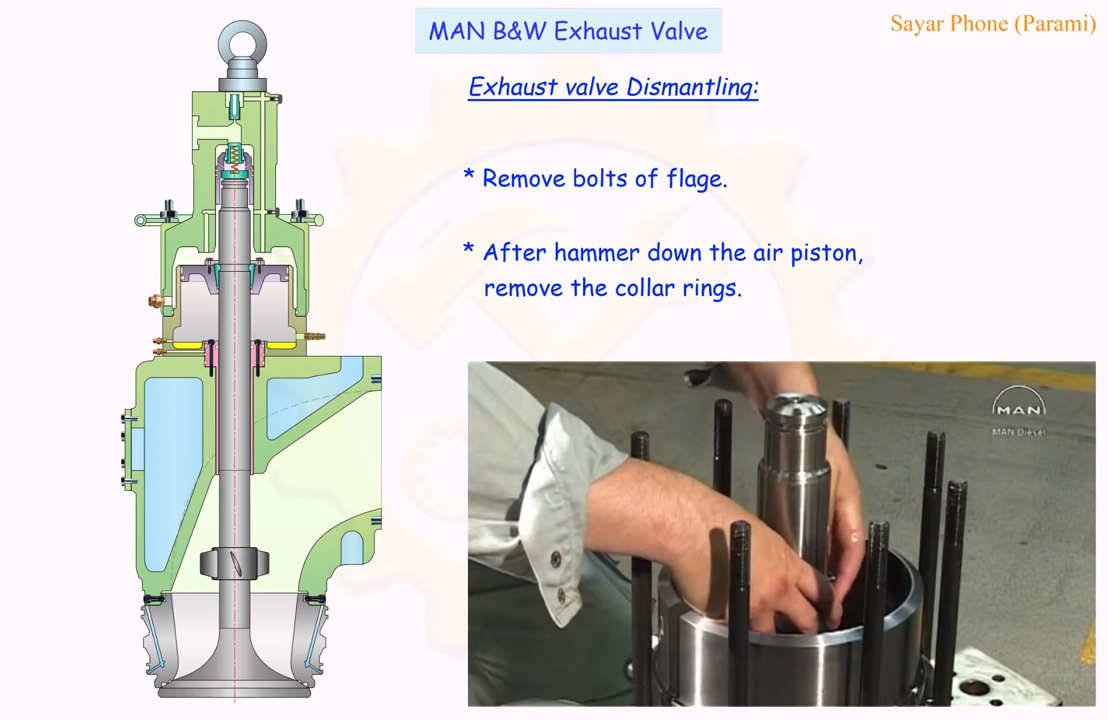 MAN B&W Exhaust Valve
Sayar Phone (Parami)
Exhaust valve Dismantling:
* Remove bolts of flage.
* After hammer down the air piston,
remove the collar rings.
MAN
MAN Diesel